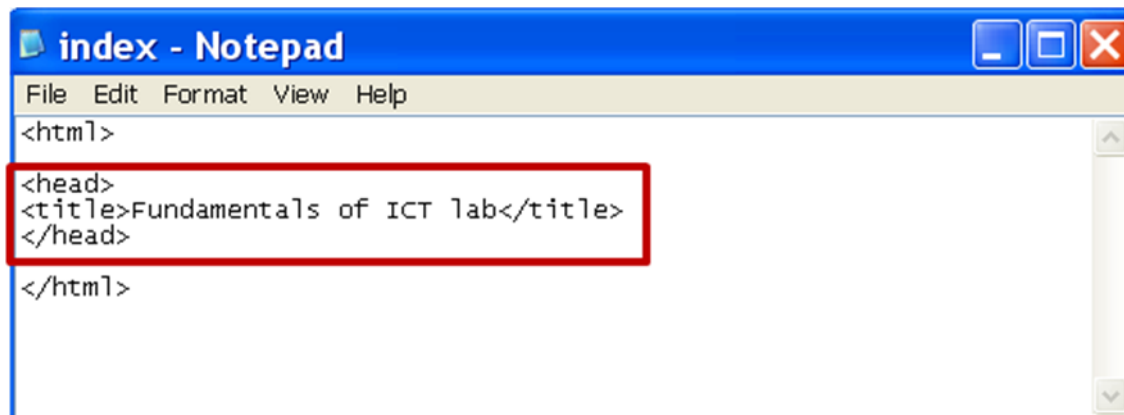 index - Notepad
File Edit Format View Help
<html>
<head>
<title>Fundamentals of ICT lab</title>
</head>
</html>